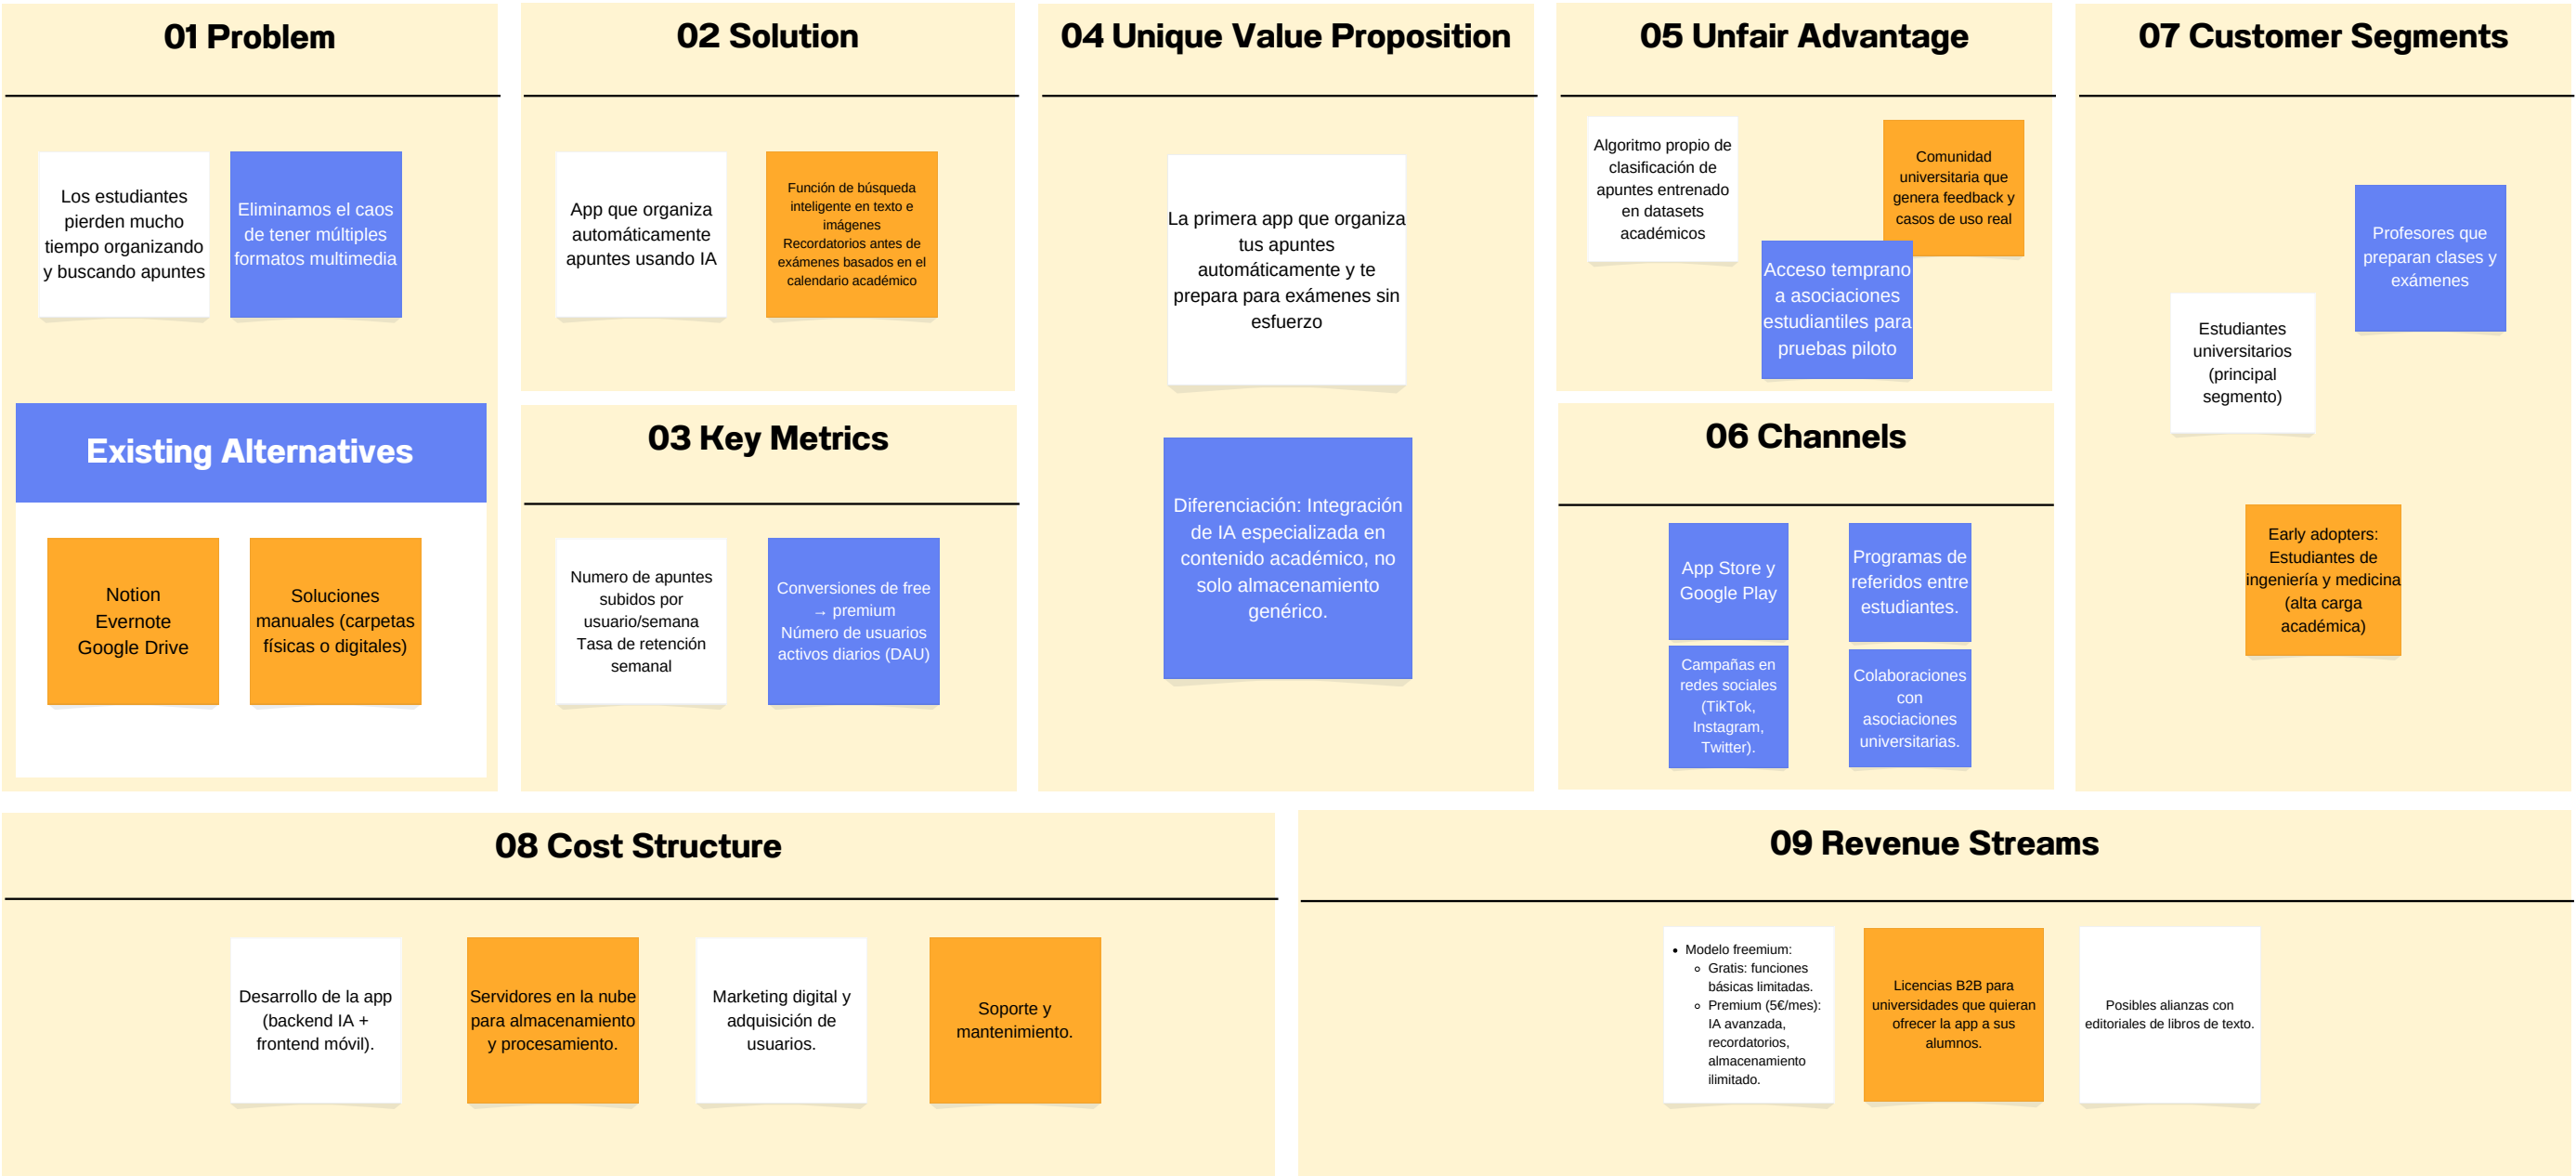 01 Problem
Los estudiantes
pierden mucho
tiempo organizando
y buscando apuntes
Eliminamos el caos
de tener múltiples
formatos multimedia
Existing Alternatives
Notion
Evernote
Google Drive
Soluciones
manuales (carpetas
físicas o digitales)
02 Solution
App que organiza
automáticamente
apuntes usando IA
Función de búsqueda
inteligente en texto e
imágenes
Recordatorios antes de
exámenes basados en el
calendario académico
03 Key Metrics
Numero de apuntes
subidos por
usuario/semana
Tasa de retención
semanal
Conversiones de free
→ premium
Número de usuarios
activos diarios (DAU)
04 Unique Value Proposition
La primera app que organiza
tus apuntes
automáticamente y te
prepara para exámenes sin
esfuerzo
Diferenciación: Integración
de IA especializada en
contenido académico, no
solo almacenamiento
genérico.
05 Unfair Advantage
Algoritmo propio de
clasificación de
apuntes entrenado
en datasets
académicos
Comunidad
universitaria que
genera feedback y
casos de uso real
Acceso temprano
a asociaciones
estudiantiles para
pruebas piloto
06 Channels
App Store y
Google Play
Programas de
referidos entre
estudiantes.
Campañas en
redes sociales
(TikTok,
Instagram,
Twitter).
Colaboraciones
con
asociaciones
universitarias.
07 Customer Segments
Profesores que
preparan clases y
exámenes
Estudiantes
universitarios
(principal
segmento)
Early adopters:
Estudiantes de
ingeniería y medicina
(alta carga
académica)
08 Cost Structure
Desarrollo de la app
(backend IA +
frontend móvil).
Servidores en la nube
para almacenamiento
y procesamiento.
Marketing digital y
adquisición de
usuarios.
Soporte y
mantenimiento.
09 Revenue Streams
• Modelo freemium:
◦ Gratis: funciones
básicas limitadas.
◦ Premium (5€/mes):
IA avanzada,
recordatorios,
almacenamiento
ilimitado.
Licencias B2B para
universidades que quieran
ofrecer la app a sus
alumnos.
Posibles alianzas con
editoriales de libros de texto.